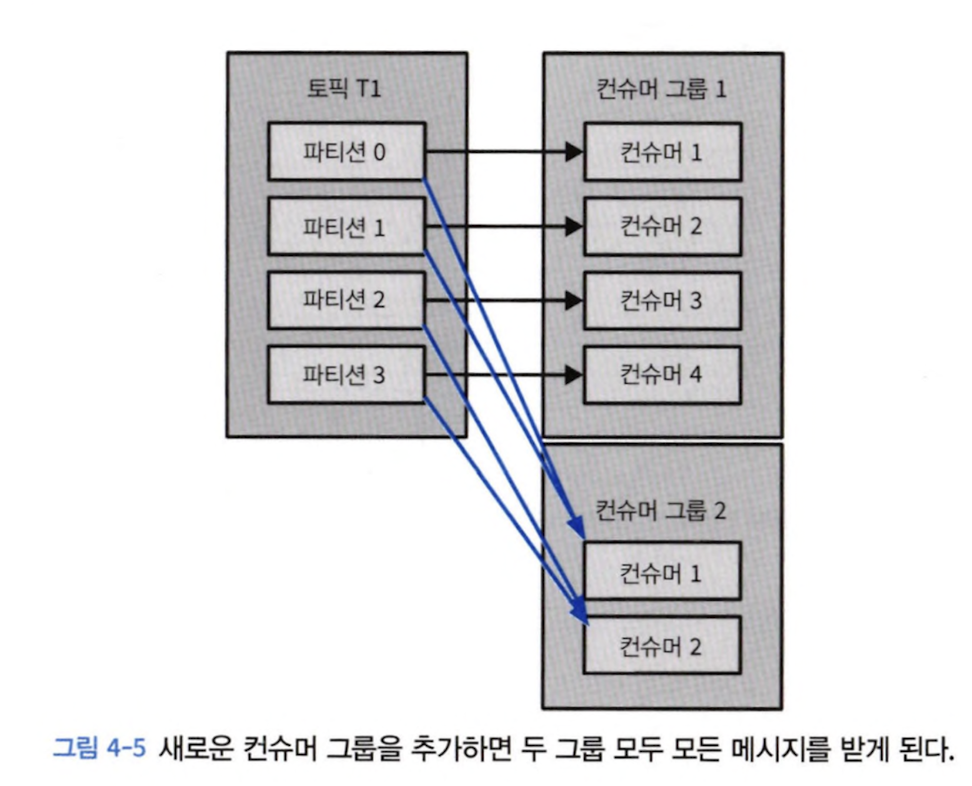 토픽 T1
파티션 0
파티션 1
파티션 2
파티션 3
컨슈머 그룹 1
컨슈머 1
컨슈머 2
컨슈머 3
컨슈머 4
컨슈머 그룹 2
컨슈머 1
컨슈머 2
그림 4-5 새로운 컨슈머 그룹을 추가하면 두 그룹 모두 모든 메시지를 받게 된다.